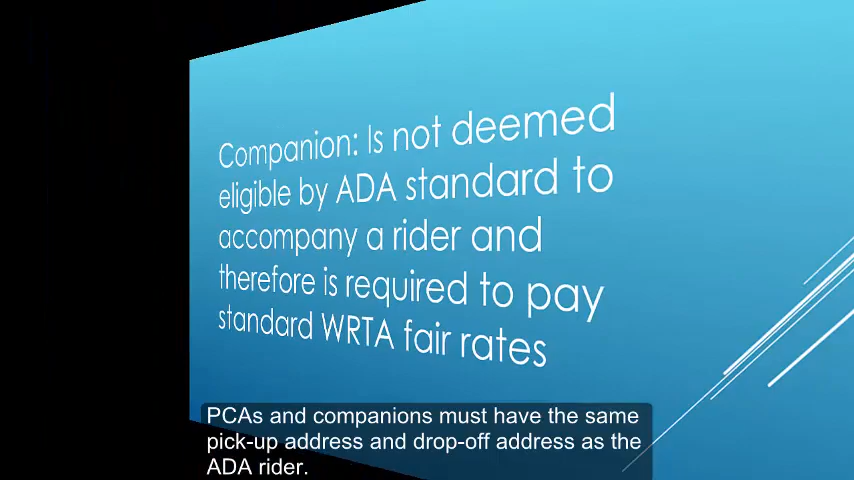 Companion: Is not deemed
eligible by ADA standard to
accompany a rider and
therefore is required to pay
standard WRTA fair rates
PCAs and companions must have the same
pick-up address and drop-off address as the
ADA rider.